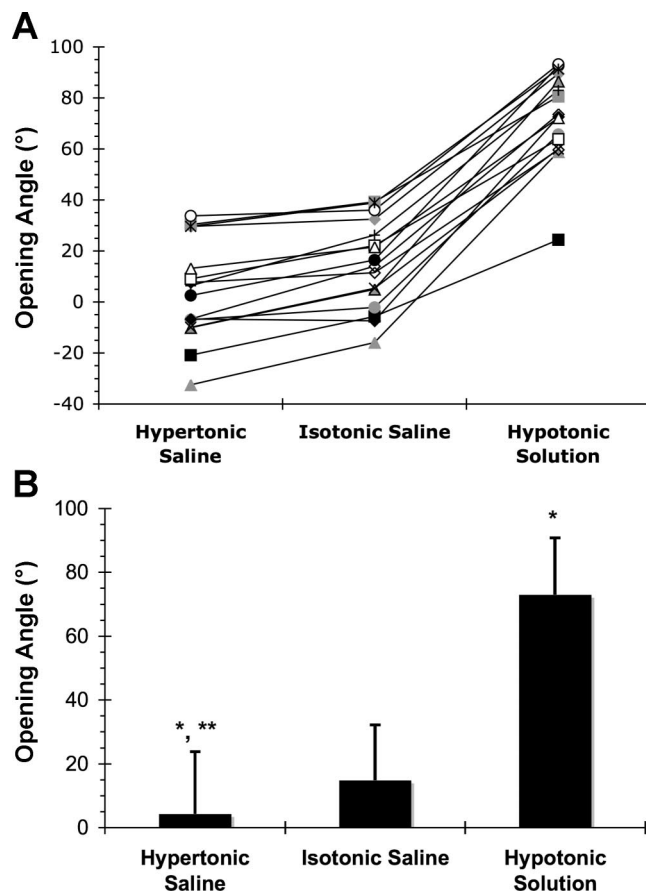 A
Opening Angle (°)
100
80
60
40
20
0
-20
-40
Hypertonic Saline
Isotonic Saline
Hypotonic Solution
B
Opening Angle (°)
100
80
60
40
20
0
*, **
*
Hypertonic Saline
Isotonic Saline
Hypotonic Solution